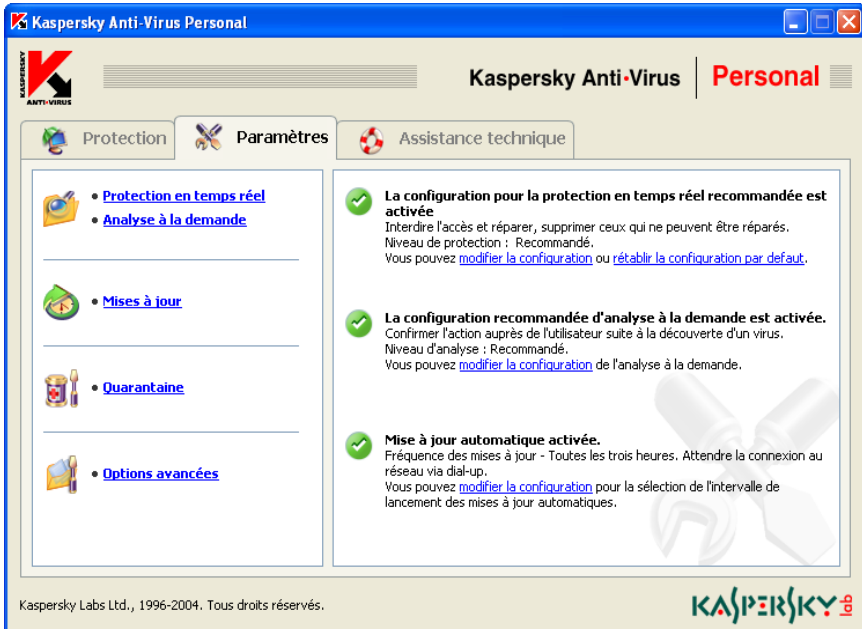 Kaspersky Anti-Virus Personal
KASPERSKY
ANTI-VIRUS
Kaspersky Anti•Virus Personal
Protection
Paramètres
Assistance technique
• Protection en temps réel
• Analyse à la demande
• Mises à jour
• Quarantaine
• Options avancées
La configuration pour la protection en temps réel recommandée est
activée
Interdire l'accès et réparer, supprimer ceux qui ne peuvent être réparés.
Niveau de protection : Recommandé.
Vous pouvez modifier la configuration ou rétablir la configuration par defaut.
La configuration recommandée d'analyse à la demande est activée.
Confirmer l'action auprès de l'utilisateur suite à la découverte d'un virus.
Niveau d'analyse : Recommandé.
Vous pouvez modifier la configuration de l'analyse à la demande.
Mise à jour automatique activée.
Fréquence des mises à jour - Toutes les trois heures. Attendre la connexion au
réseau via dial-up.
Vous pouvez modifier la configuration pour la sélection de l'intervalle de
lancement des mises à jour automatiques.
Kaspersky Labs Ltd., 1996-2004. Tous droits réservés.
KASPERSKY lab